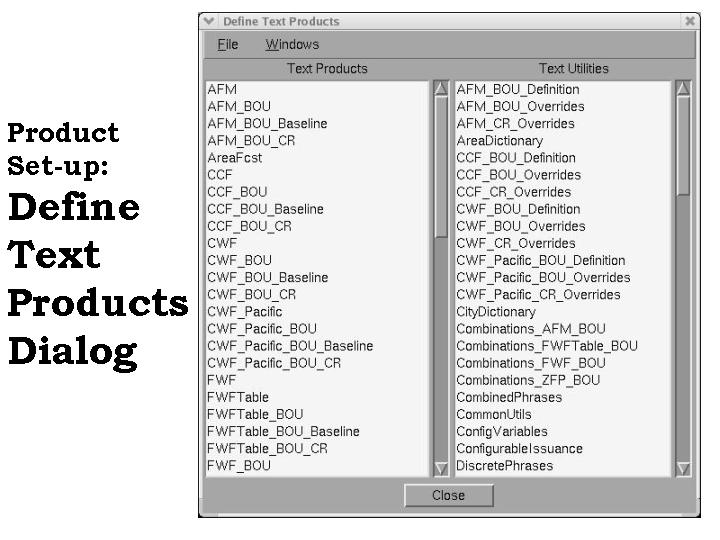 Product
Set-up:
Define
Text
Products
Dialog
Define Text Products
File Windows
Text Products
AFM
AFM_BOU
AFM_BOU_Baseline
AFM_BOU_CR
AreaFcst
CCF
CCF_BOU
CCF_BOU_Baseline
CCF_BOU_CR
CWF
CWF_BOU
CWF_BOU_Baseline
CWF_BOU_CR
CWF_Pacific
CWF_Pacific_BOU
CWF_Pacific_BOU_Baseline
CWF_Pacific_BOU_CR
FWF
FWFTable
FWFTable_BOU
FWFTable_BOU_Baseline
FWFTable_BOU_CR
FWF_BOU
Text Utilities
AFM_BOU_Definition
AFM_BOU_Overrides
AFM_CR_Overrides
AreaDictionary
CCF_BOU_Definition
CCF_BOU_Overrides
CCF_CR_Overrides
CWF_BOU_Definition
CWF_BOU_Overrides
CWF_CR_Overrides
CWF_Pacific_BOU_Definition
CWF_Pacific_BOU_Overrides
CWF_Pacific_CR_Overrides
CityDictionary
Combinations_AFM_BOU
Combinations_FWFTable_BOU
Combinations_FWF_BOU
Combinations_ZFP_BOU
CombinedPhrases
CommonUtils
ConfigVariables
ConfigurableIssuance
DiscretePhrases
Close